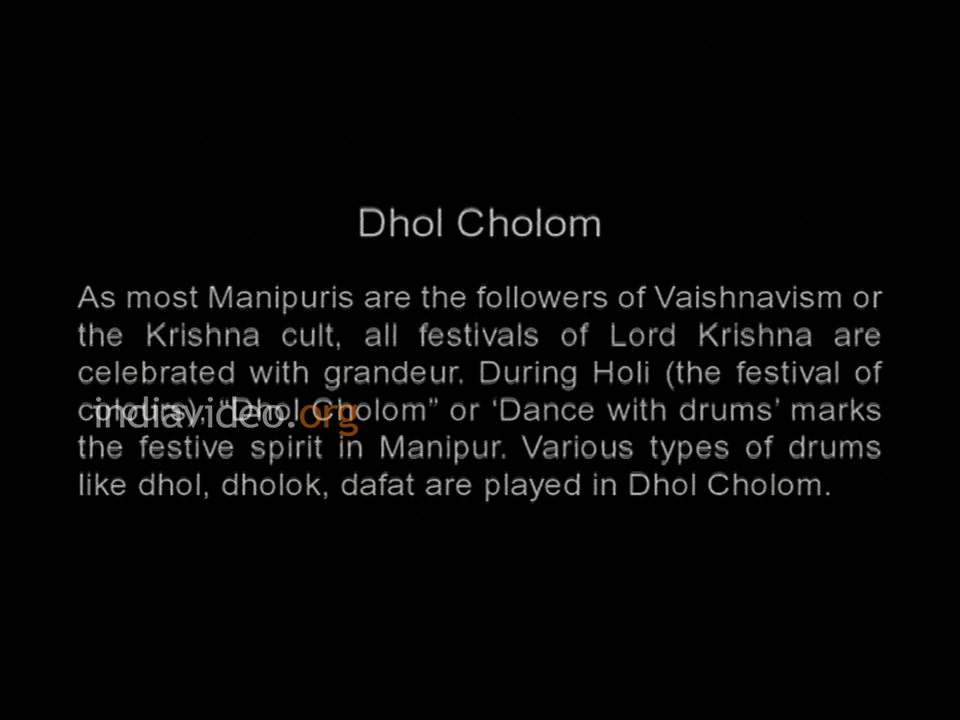 Dhol Cholom
As most Manipuris are the followers of Vaishnavism or
the Krishna cult, all festivals of Lord Krishna are
celebrated with grandeur. During Holi (the festival of
colours), “Dhol Cholom” or ‘Dance with drums’ marks
indiavideo.org
the festive spirit in Manipur. Various types of drums
like dhol, dholok, dafat are played in Dhol Cholom.